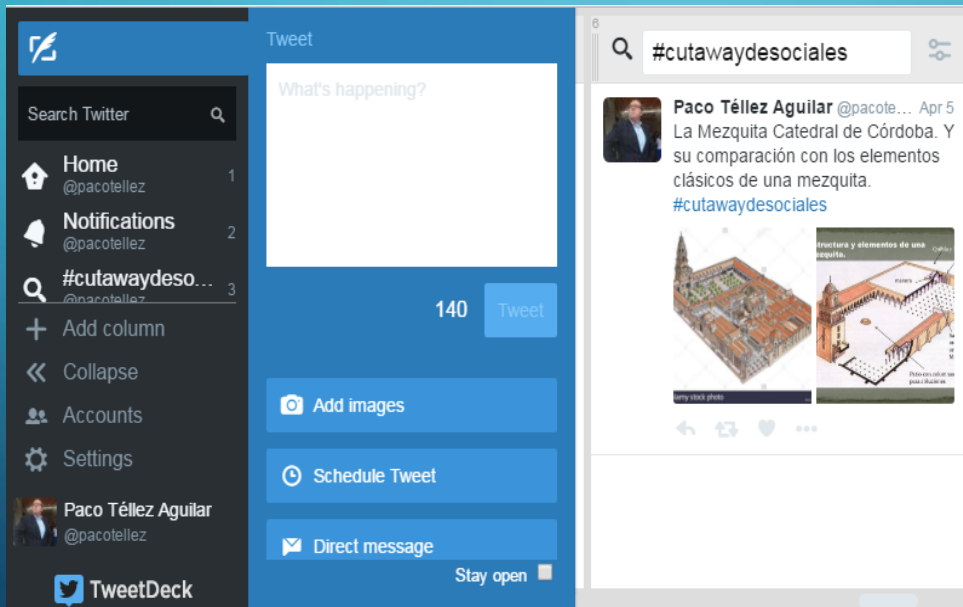 Search Twitter
Home
@pacotellez
1
Notifications
@pacotellez
2
#cutawaydeso...
@pacotellez
3
Add column
Collapse
Accounts
Settings
Paco Téllez Aguilar
@pacotellez
TweetDeck
Tweet
What's happening?
140
Tweet
Add images
Schedule Tweet
Direct message
Stay open
6
#cutawaydesociales
Paco Téllez Aguilar @pacote... Apr 5
La Mezquita Catedral de Córdoba. Y
su comparación con los elementos
clásicos de una mezquita.
#cutawaydesociales
structura y elementos de una
ezquita.
lamy stock photo